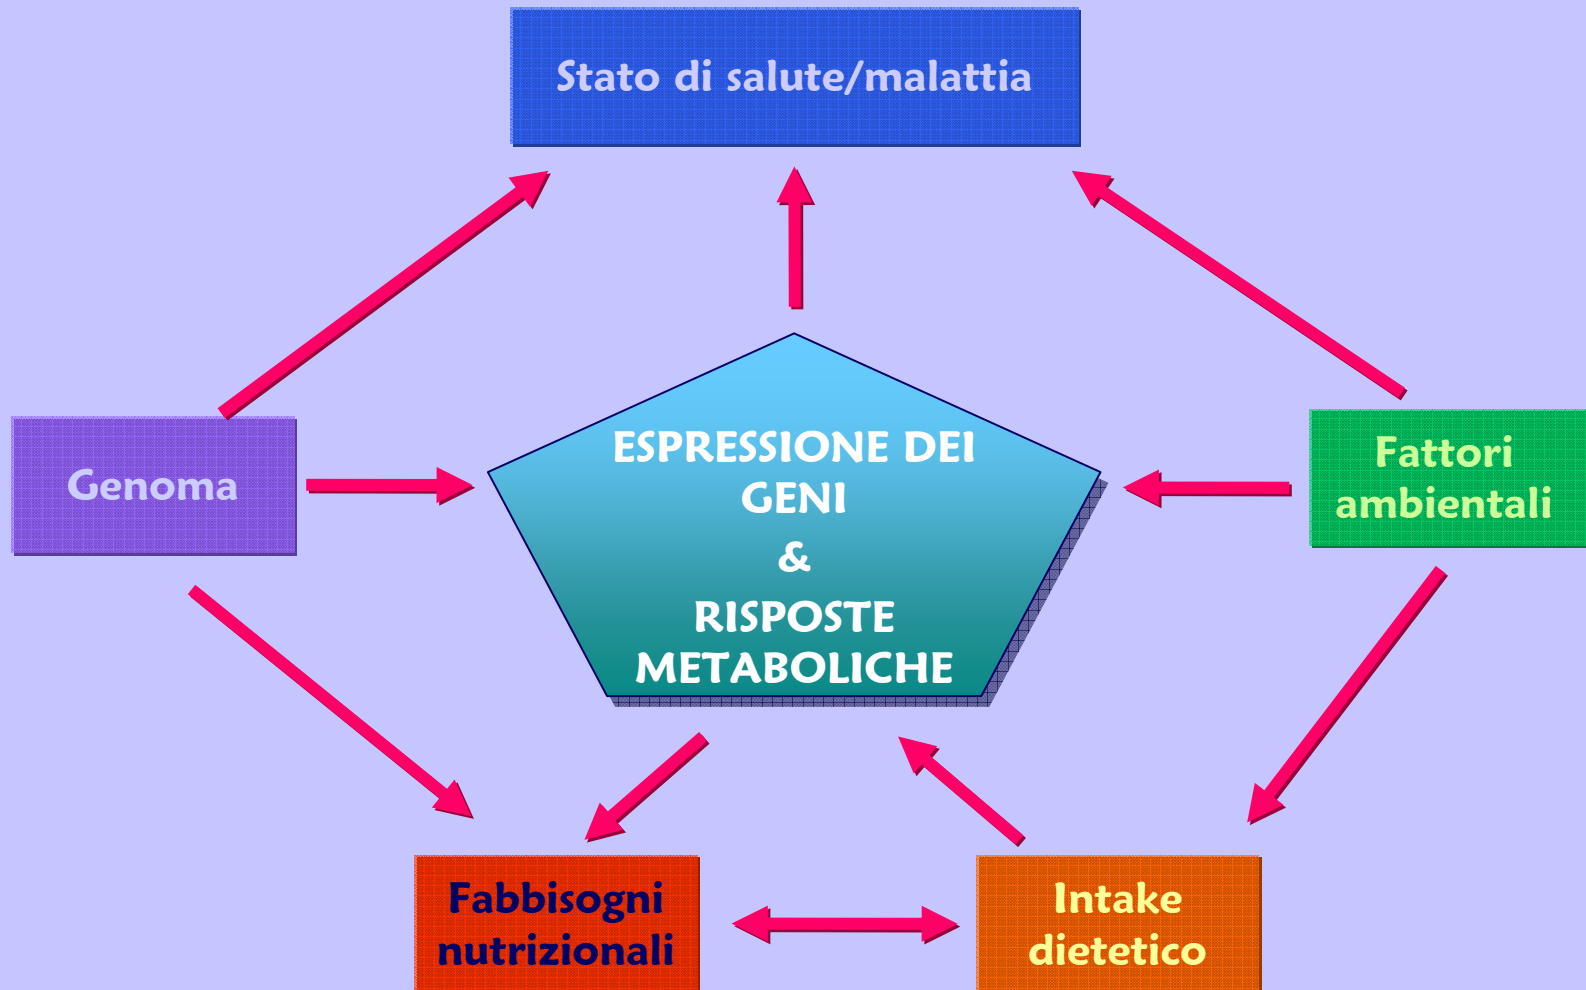 Stato di salute/malattia
Genoma
ESPRESSIONE DEI
GENI
&
RISPOSTE
METABOLICHE
Fattori
ambientali
Fabbisogni
nutrizionali
Intake
dietetico